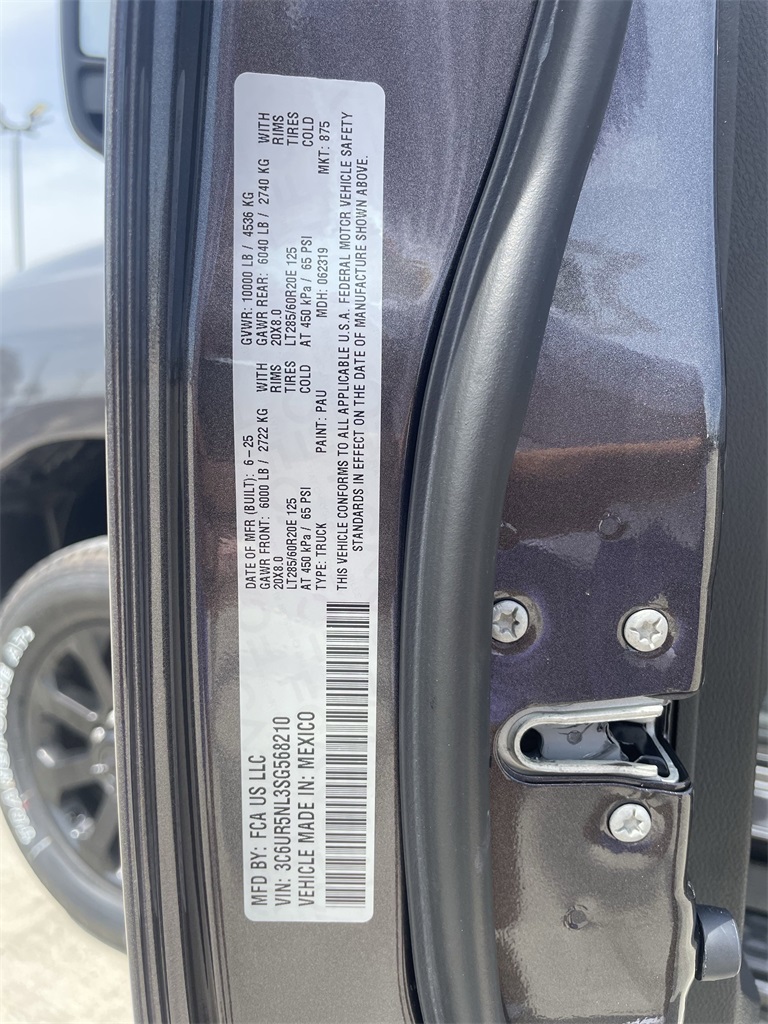 MFD BY: FCA US LLC
VIN: 3C6UR5NL3SG568210
VEHICLE MADE IN: MEXICO
DATE OF MFR (BUILT): 6-25 GVWR: 10000 LB / 4536 KG
GAWR FRONT: 6000 LB / 2722 KG WITH GAWR REAR: 6040 LB / 2740 KG WITH
20X8.0 RIMS 20X8.0 RIMS
LT285/60R20E 125 TIRES LT285/60R20E 125 TIRES
AT 450 kPa / 65 PSI COLD AT 450 kPa / 65 PSI COLD
TYPE: TRUCK PAINT: PAU MDH: 062319 MKT: 875
THIS VEHICLE CONFORMS TO ALL APPLICABLE U.S.A. FEDERAL MOTOR VEHICLE SAFETY
STANDARDS IN EFFECT ON THE DATE OF MANUFACTURE SHOWN ABOVE.